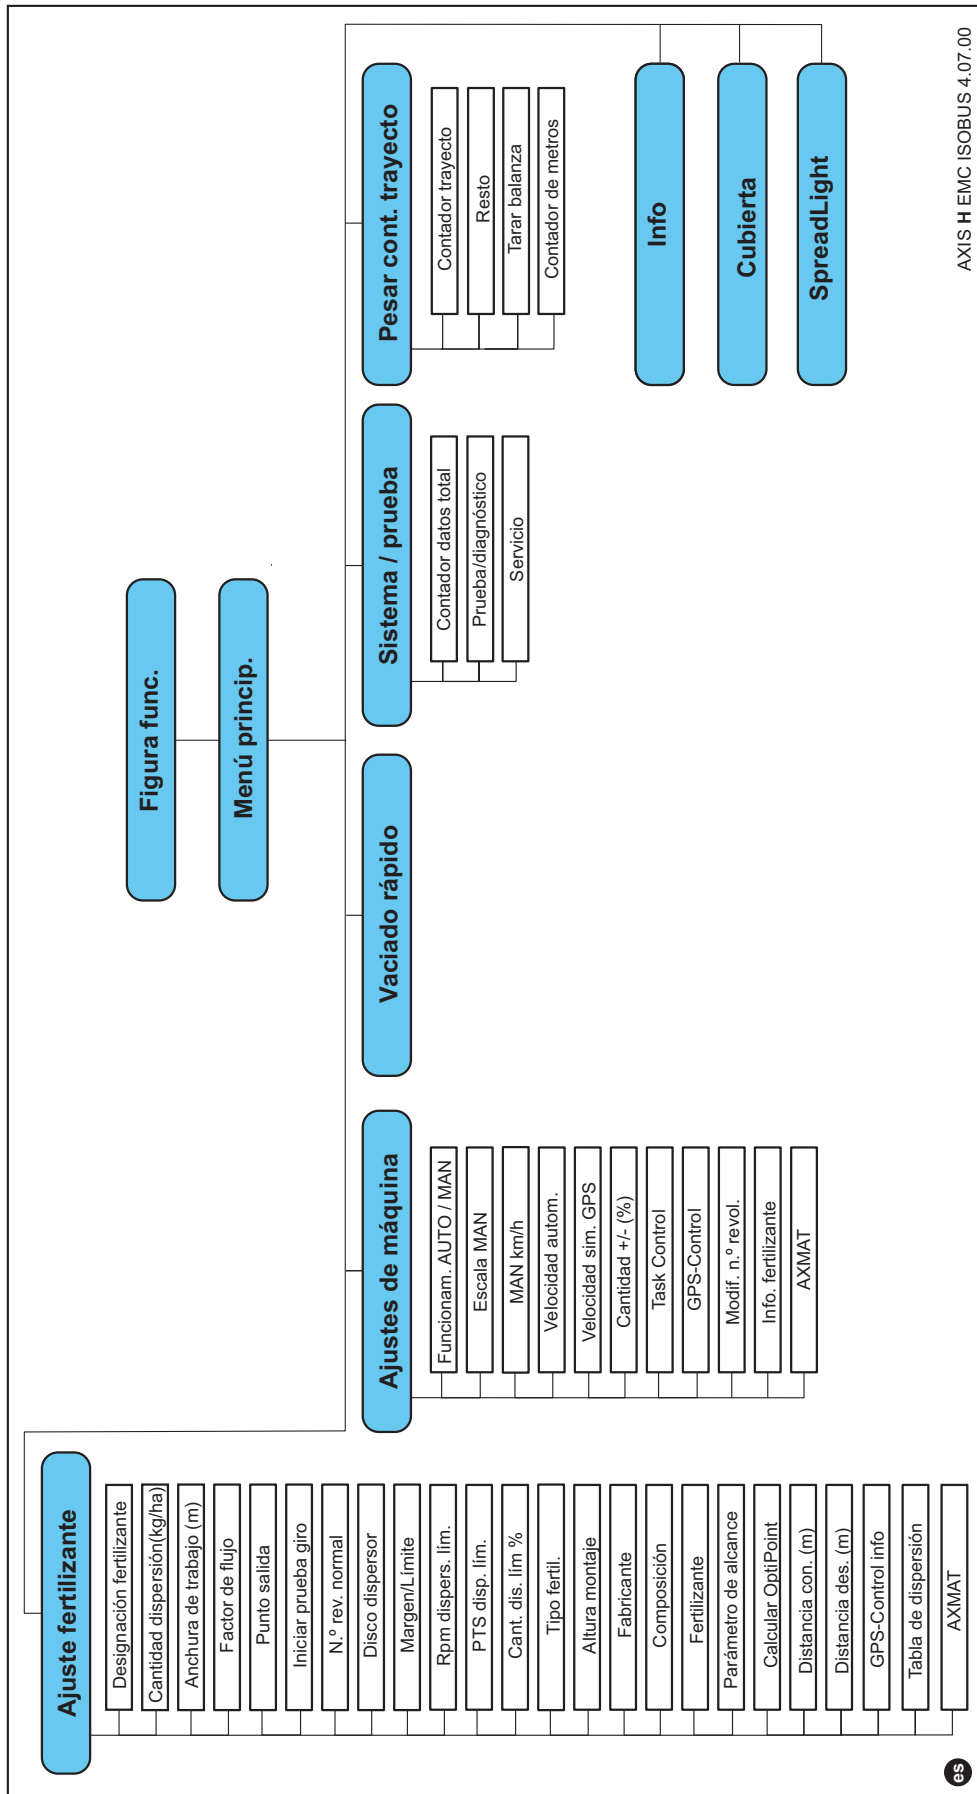 Figura func.
Menú princip.
Ajuste fertilizante
Designación fertilizante
Cantidad dispersión(kg/ha)
Anchura de trabajo (m)
Factor de flujo
Punto salida
Iniciar prueba giro
N.º rev. normal
Disco dispersor
Margen/Límite
Rpm dispers. lím.
PTS disp. lím.
Cant. dis. lím %
Tipo fertil.
Altura montaje
Fabricante
Composición
Fertilizante
Parámetro de alcance
Calcular OptiPoint
Distancia con. (m)
Distancia des. (m)
GPS-Control info
Tabla de dispersión
AXMAT
Ajustes de máquina
Funcionam. AUTO / MAN
Escala MAN
MAN km/h
Velocidad autom.
Velocidad sim. GPS
Cantidad +/- (%)
Task Control
GPS-Control
Modif. n.º revol.
Info. fertilizante
AXMAT
Vaciado rápido
Sistema / prueba
Contador datos total
Prueba/diagnóstico
Servicio
Pesar cont. trayecto
Contador trayecto
Resto
Tarar balanza
Contador de metros
Info
Cubierta
SpreadLight
es
AXIS H EMC ISOBUS 4.07.00